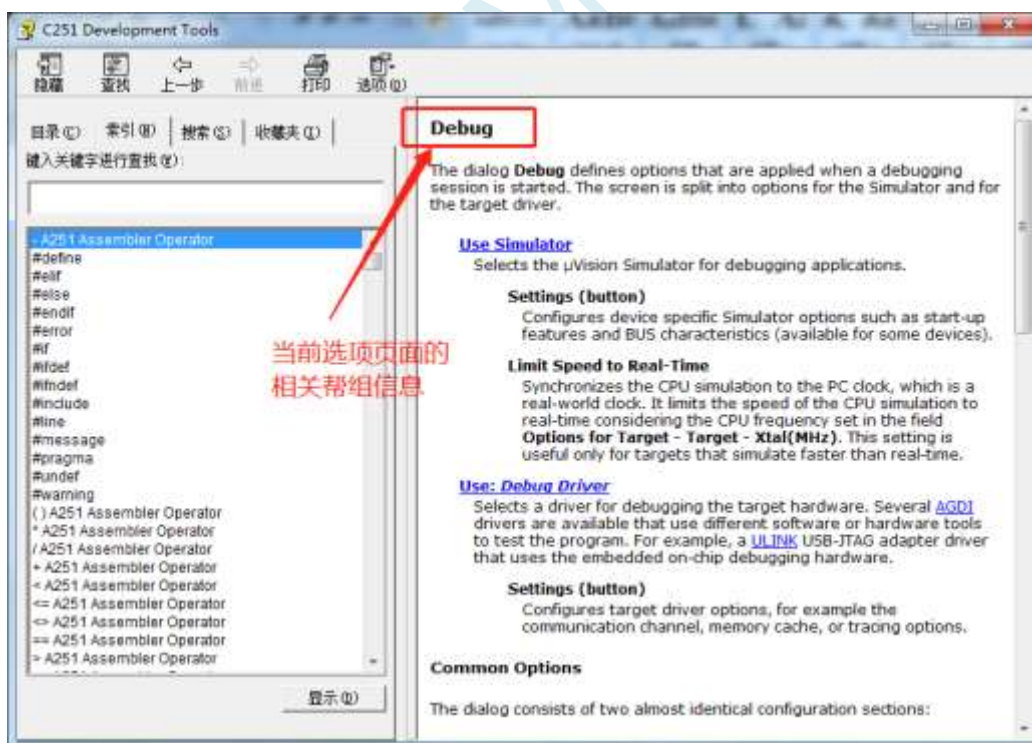 C251 Development Tools
隐藏 查找 上一步 前进 打印 选项(O)
目录(C) 索引(N) 搜索(S) 收藏夹(I)
键入关键字进行查找(W):
- A251 Assembler Operator
#define
#elif
#else
#endif
#error
#if
#ifdef
#ifndef
#include
#line
#message
#pragma
#undef
#warning
( ) A251 Assembler Operator
* A251 Assembler Operator
/ A251 Assembler Operator
+ A251 Assembler Operator
< A251 Assembler Operator
<= A251 Assembler Operator
<> A251 Assembler Operator
== A251 Assembler Operator
> A251 Assembler Operator
显示(D)
当前选项页面的
相关帮组信息
Debug
The dialog Debug defines options that are applied when a debugging
session is started. The screen is split into options for the Simulator and for
the target driver.
Use Simulator
Selects the µVision Simulator for debugging applications.
Settings (button)
Configures device specific Simulator options such as start-up
features and BUS characteristics (available for some devices).
Limit Speed to Real-Time
Synchronizes the CPU simulation to the PC clock, which is a
real-world clock. It limits the speed of the CPU simulation to
real-time considering the CPU frequency set in the field
Options for Target - Target - Xtal(MHz). This setting is
useful only for targets that simulate faster than real-time.
Use: Debug Driver
Selects a driver for debugging the target hardware. Several AGDI
drivers are available that use different software or hardware tools
to test the program. For example, a ULINK USB-JTAG adapter driver
that uses the embedded on-chip debugging hardware.
Settings (button)
Configures target driver options, for example the
communication channel, memory cache, or tracing options.
Common Options
The dialog consists of two almost identical configuration sections: